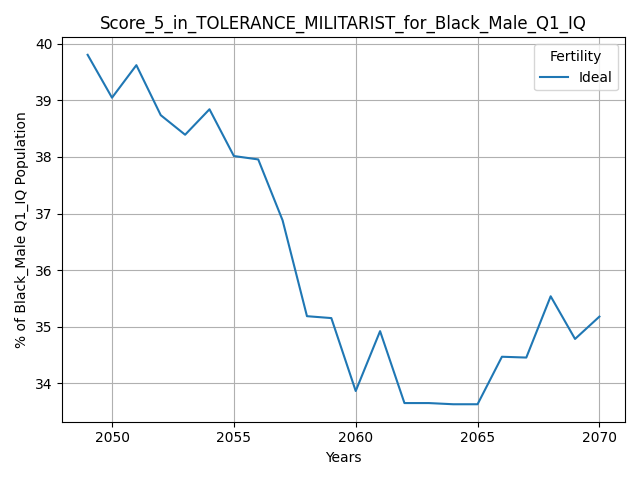 Score_5_in_TOLERANCE_MILITARIST_for_Black_Male_Q1_IQ
Fertility
Ideal
% of Black_Male Q1_IQ Population
40
39
38
37
36
35
34
2050
2055
2060
2065
2070
Years